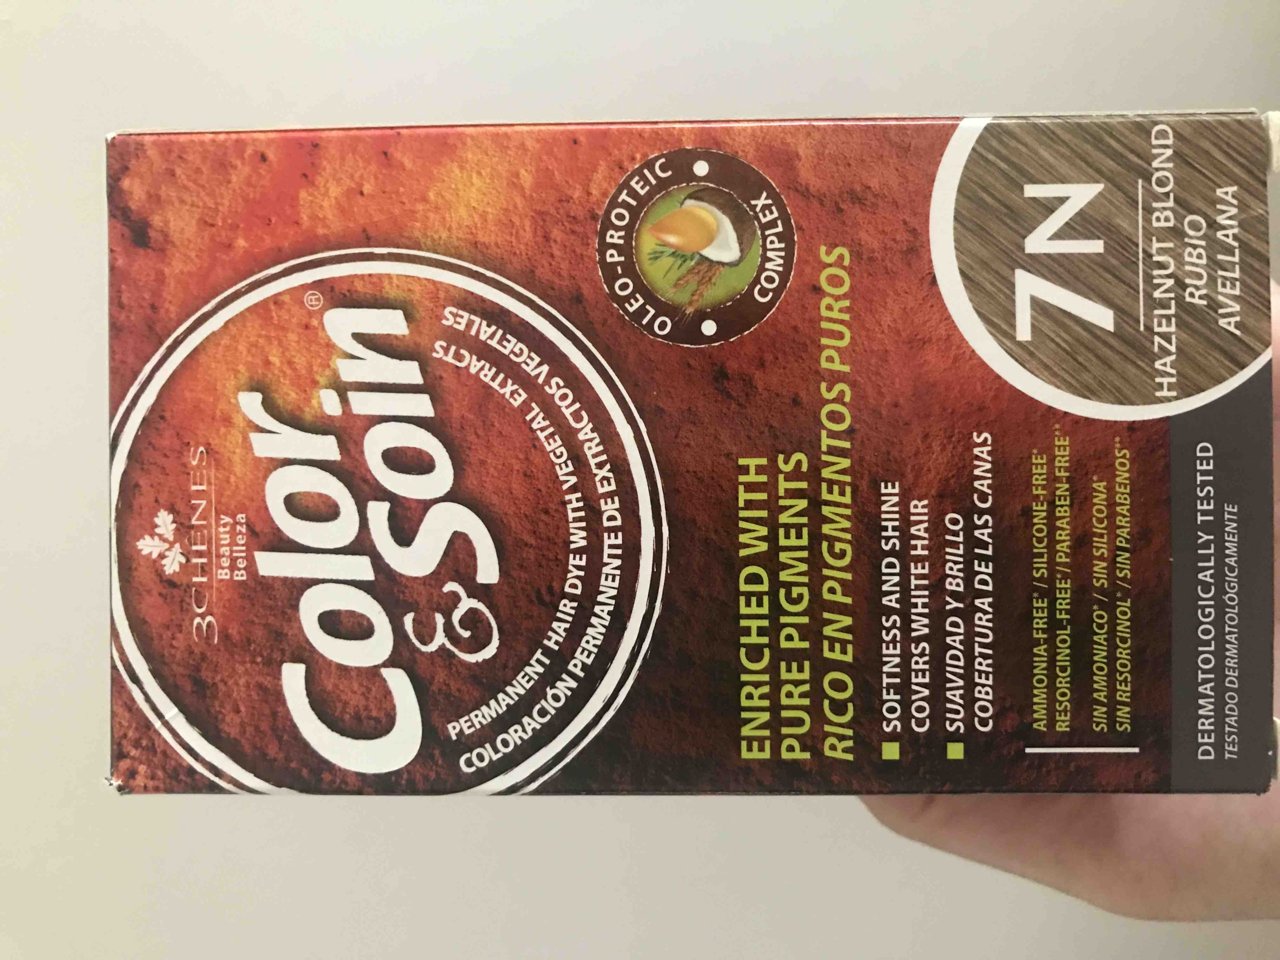 3 CHENES
Beauty
Belleza
Color
& Soin®
PERMANENT HAIR DYE WITH VEGETAL EXTRACTS
COLORACIÓN PERMANENTE DE EXTRACTOS VEGETALES
OLEO-PROTEIC
COMPLEX
ENRICHED WITH
PURE PIGMENTS
RICO EN PIGMENTOS PUROS
SOFTNESS AND SHINE
COVERS WHITE HAIR
SUAVIDAD Y BRILLO
COBERTURA DE LAS CANAS
AMMONIA-FREE* / SILICONE-FREE*
RESORCINOL-FREE* / PARABEN-FREE**
SIN AMONIACO* / SIN SILICONA*
SIN RESORCINOL* / SIN PARABENOS**
7N
HAZELNUT BLOND
RUBIO
AVELLANA
DERMATOLOGICALLY TESTED
TESTADO DERMATOLÓGICAMENTE